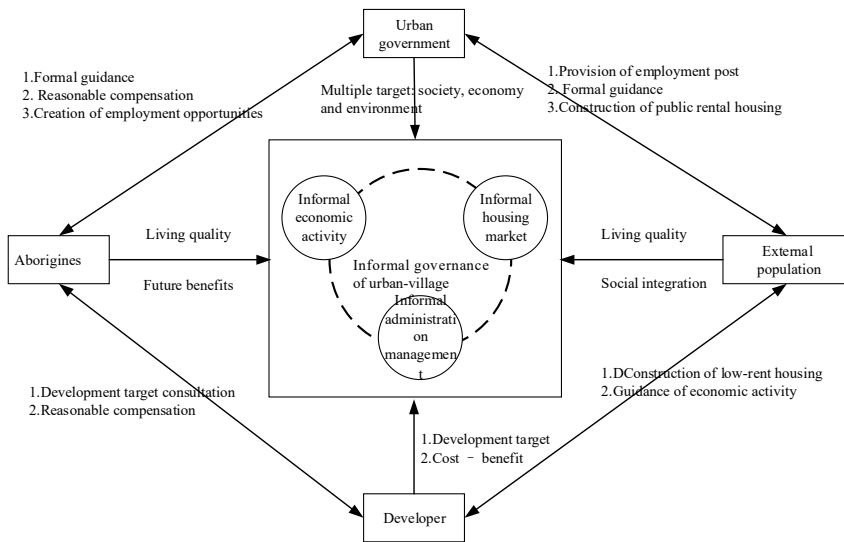 Urban
government
1.Formal guidance
2. Reasonable compensation
3.Creation of employment opportunities
Multiple target: society, economy
and environment
1.Provision of employment post
2. Formal guidance
3.Construction of public rental housing
Informal
economic
activity
Informal
housing
market
Aborigines
Living quality
Future benefits
Informal governance
of urban-village
Informal
administrati
on
managemen
t
Living quality
Social integration
External
population
1.Development target consultation
2.Reasonable compensation
1.DConstruction of low-rent housing
2.Guidance of economic activity
1.Development target
2.Cost – benefit
Developer